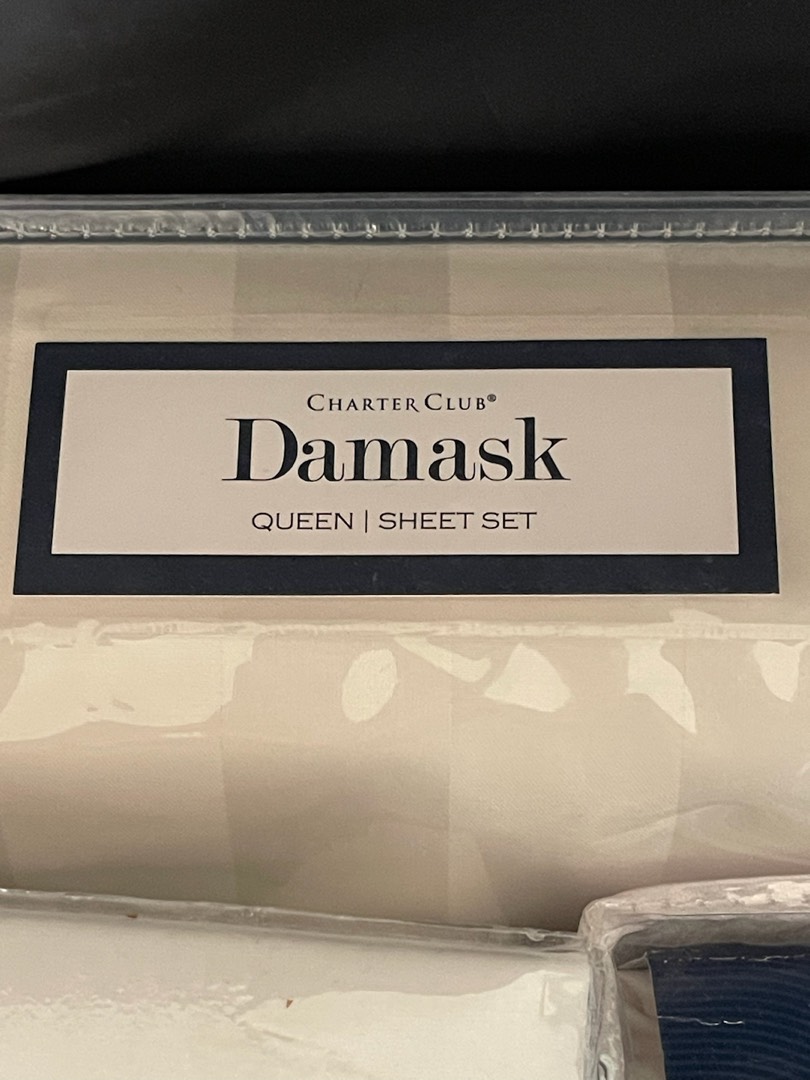 CHARTER CLUB®
Damask
QUEEN | SHEET SET